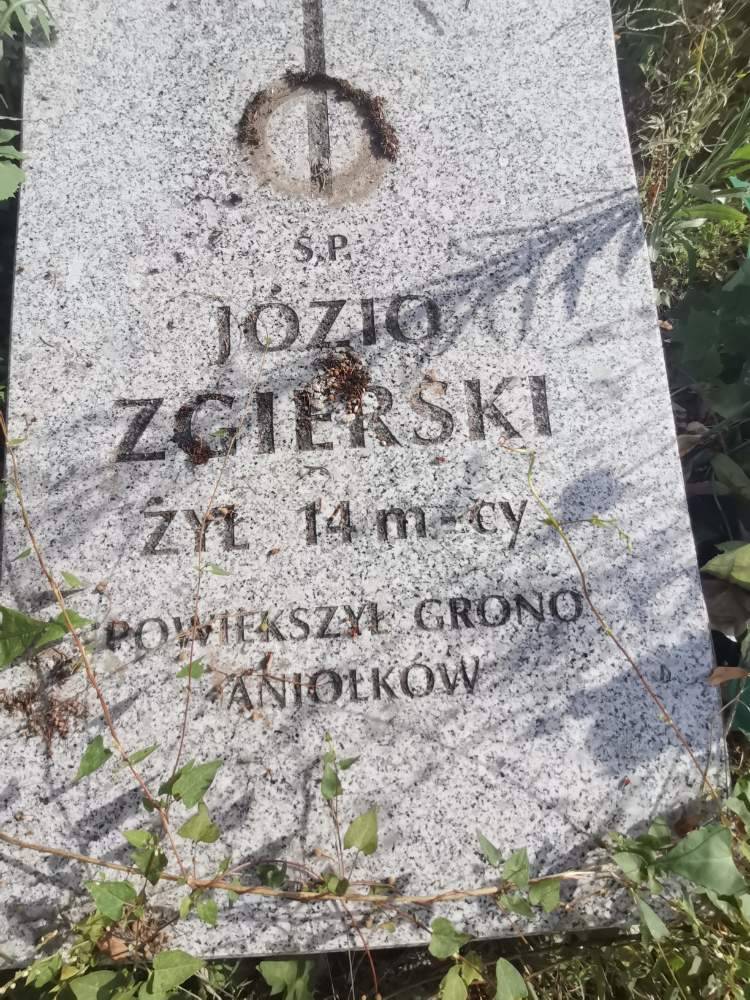 Ś.P.
JÓZIO
ZGIERSKI
ŻYŁ 14 m-cy
POWIĘKSZYŁ GRONO
ANIOŁKÓW